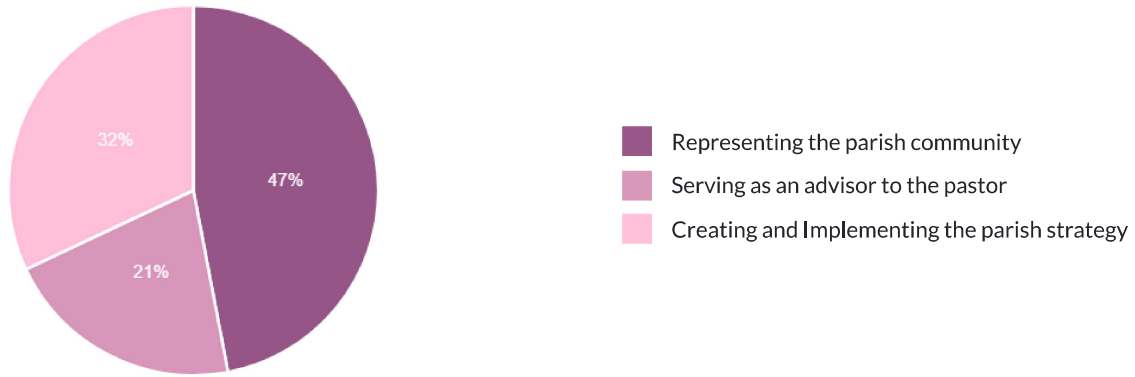 32%
47%
21%
Representing the parish community
Serving as an advisor to the pastor
Creating and Implementing the parish strategy